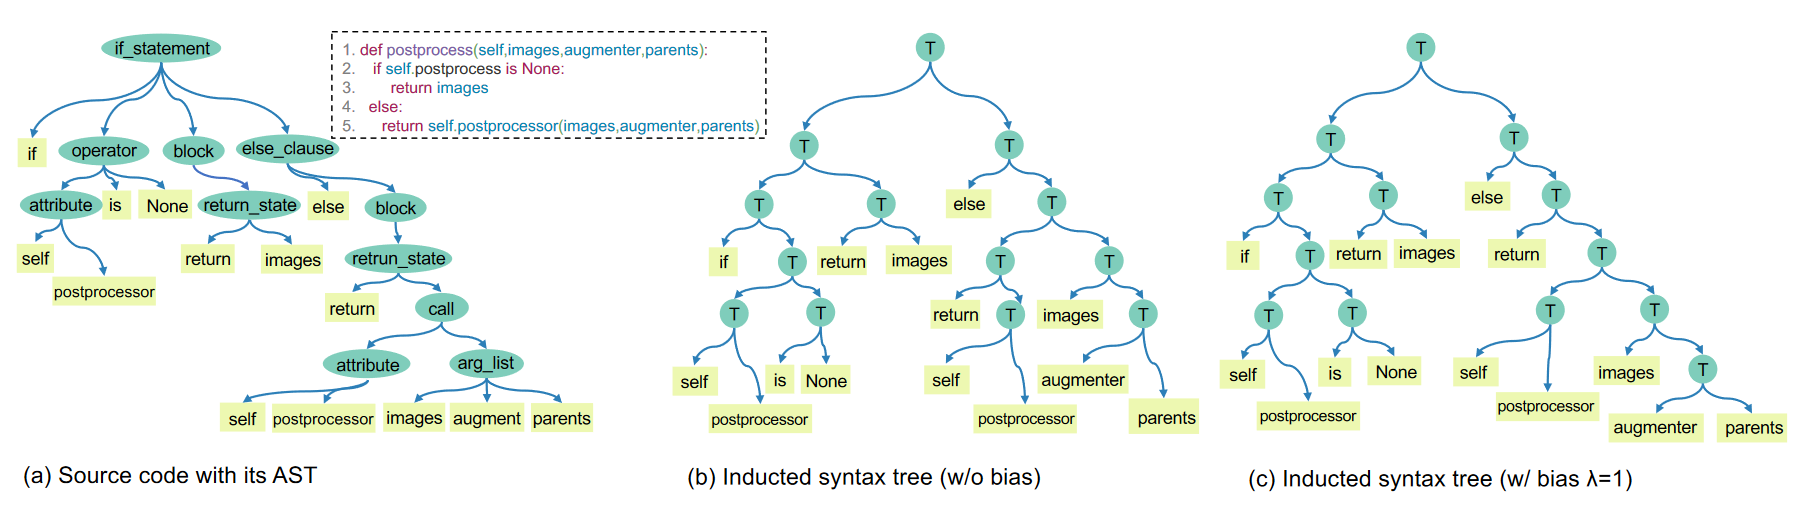 if_statement
1. def postprocess(self,images,augmenter,parents):
2. if self.postprocess is None:
3. return images
4. else:
5. return self.postprocessor(images,augmenter,parents)
if
operator
block
else_clause
attribute
is
None
return_state
else
block
self
return
images
retrun_state
postprocessor
return
call
attribute
arg_list
self
postprocessor
images
augment
parents
(a) Source code with its AST
T
T
T
T
T
else
T
if
T
return
images
T
T
T
T
return
T
images
T
self
is
None
self
augmenter
postprocessor
postprocessor
parents
(b) Inducted syntax tree (w/o bias)
T
T
T
T
T
else
T
if
T
return
images
return
T
T
T
T
T
self
is
None
self
images
T
postprocessor
postprocessor
augmenter
parents
(c) Inducted syntax tree (w/ bias λ=1)